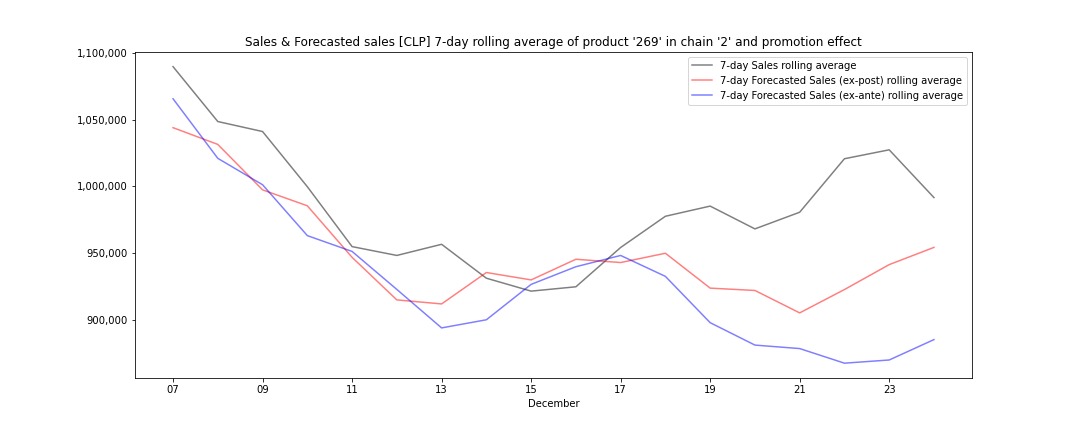 Sales & Forecasted sales [CLP] 7-day rolling average of product '269' in chain '2' and promotion effect
7-day Sales rolling average
7-day Forecasted Sales (ex-post) rolling average
7-day Forecasted Sales (ex-ante) rolling average
1,100,000
1,050,000
1,000,000
950,000
900,000
07 09 11 13 15 17 19 21 23
December